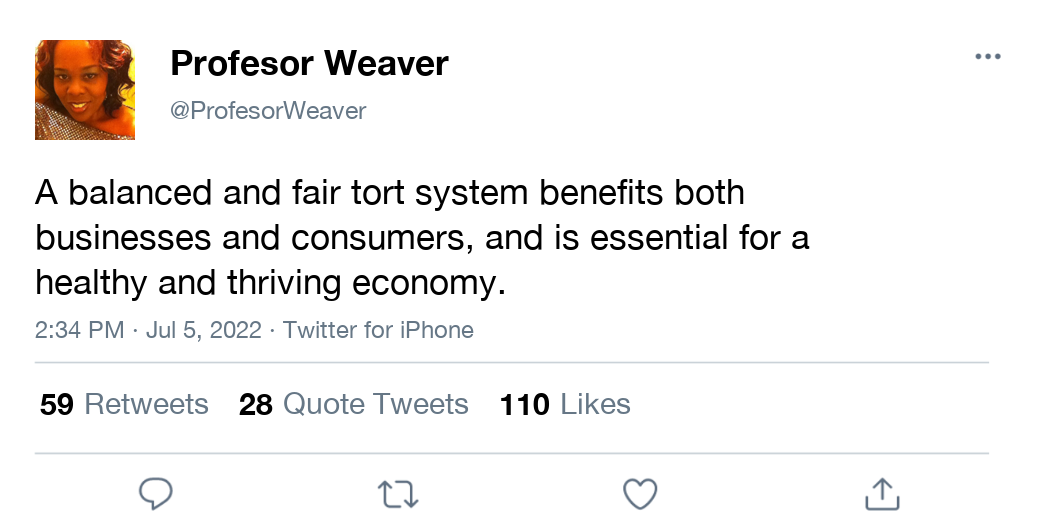 Profesor Weaver
@ProfesorWeaver
A balanced and fair tort system benefits both
businesses and consumers, and is essential for a
healthy and thriving economy.
2:34 PM · Jul 5, 2022 · Twitter for iPhone
59 Retweets 28 Quote Tweets 110 Likes